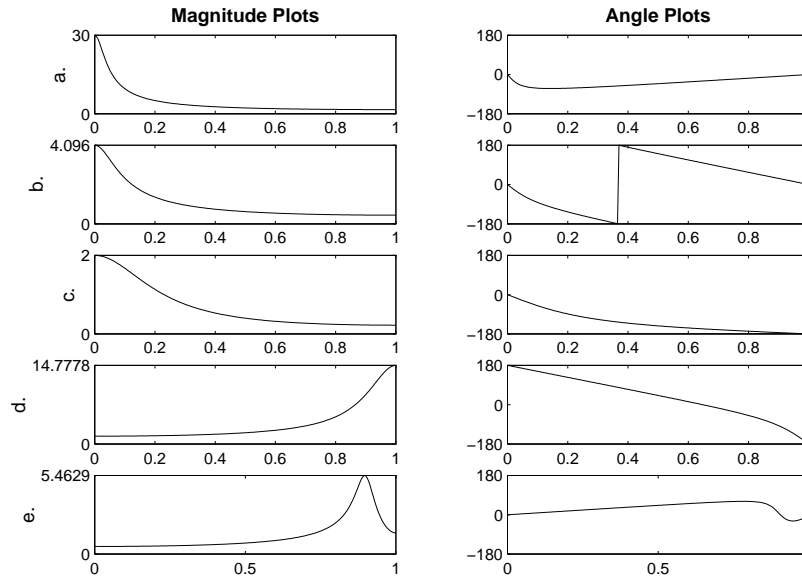 Magnitude Plots Angle Plots
a. 30 0 180 0 −180
0 0.2 0.4 0.6 0.8 1 0 0.2 0.4 0.6 0.8
b. 4.096 0 180 0 −180
0 0.2 0.4 0.6 0.8 1 0 0.2 0.4 0.6 0.8
c. 2 0 180 0 −180
0 0.2 0.4 0.6 0.8 1 0 0.2 0.4 0.6 0.8
d. 14.7778 0 180 0 −180
0 0.2 0.4 0.6 0.8 1 0 0.2 0.4 0.6 0.8
e. 5.4629 0 180 0 −180
0 0.5 1 0 0.5